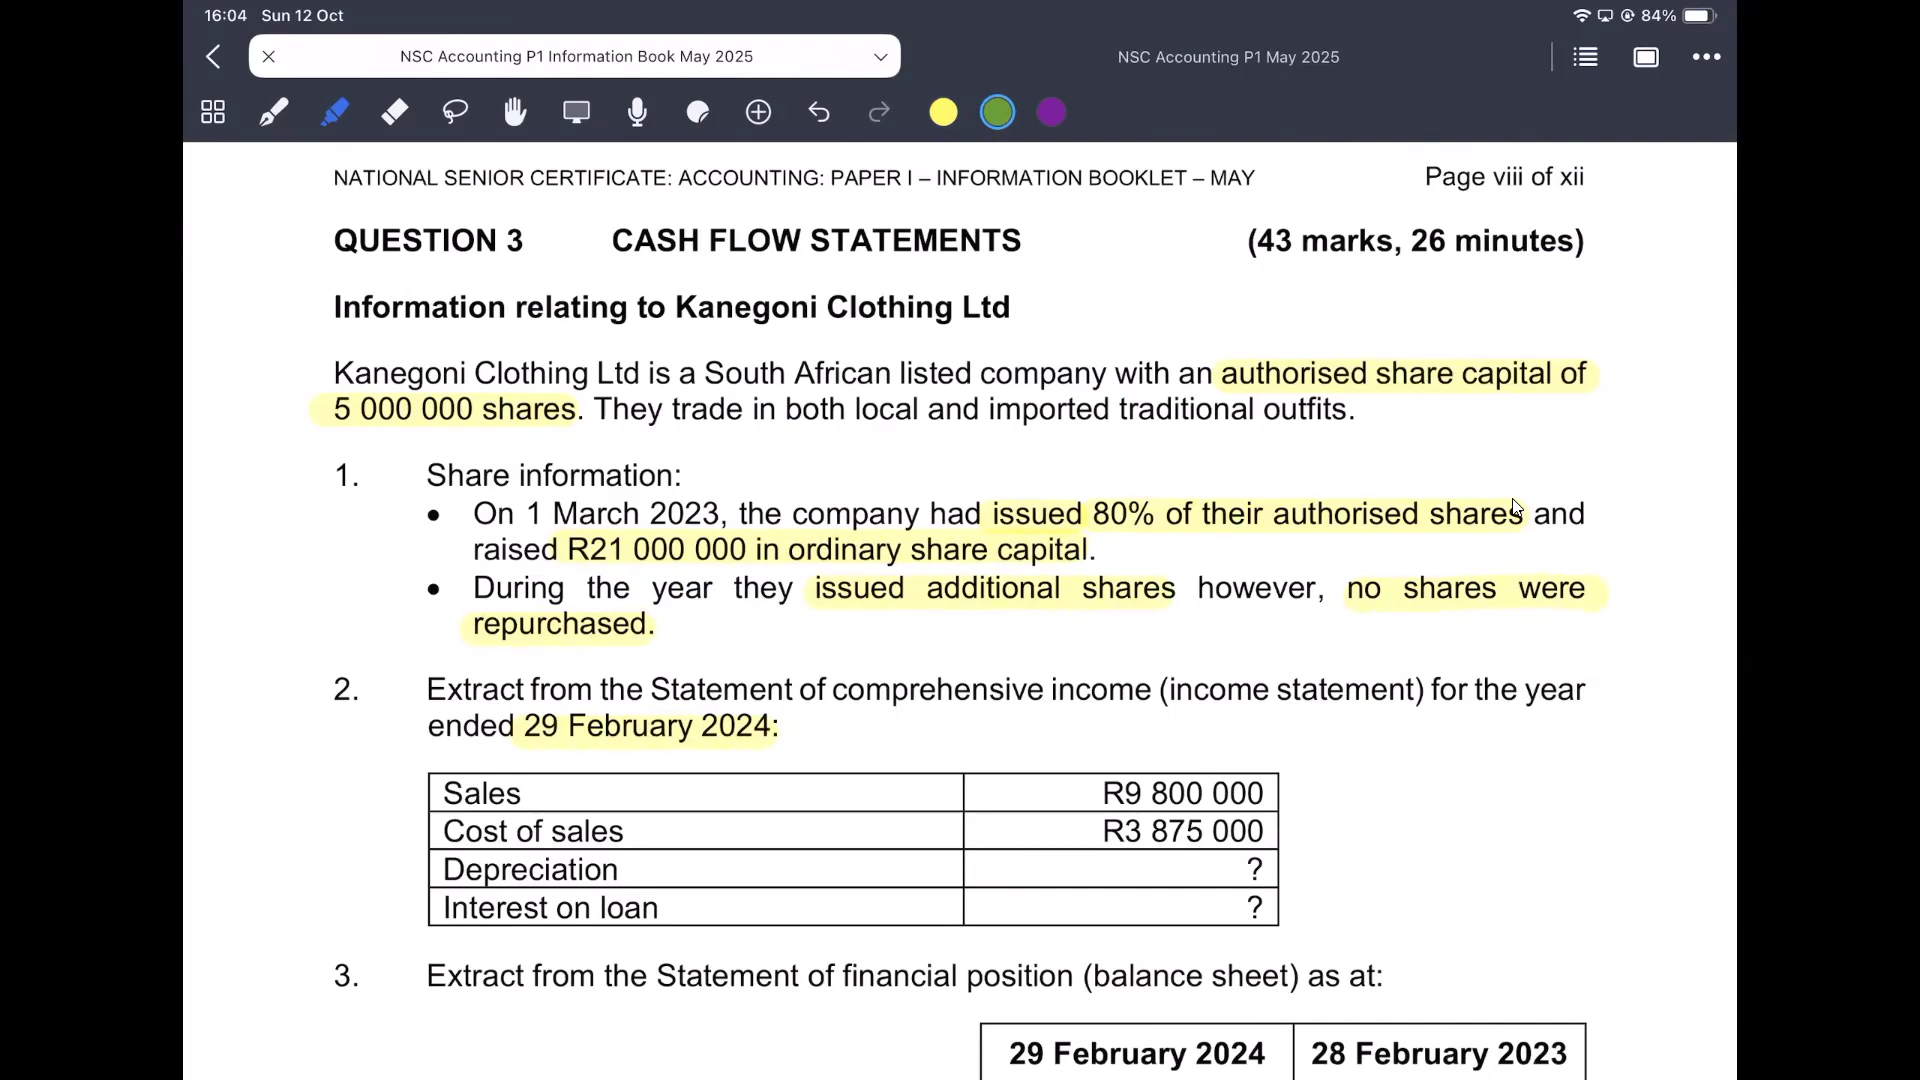 16:04 Sun 12 Oct
84%
NSC Accounting P1 Information Book May 2025
NSC Accounting P1 May 2025
NATIONAL SENIOR CERTIFICATE: ACCOUNTING: PAPER I – INFORMATION BOOKLET – MAY
Page viii of xii
QUESTION 3 CASH FLOW STATEMENTS (43 marks, 26 minutes)
Information relating to Kanegoni Clothing Ltd
Kanegoni Clothing Ltd is a South African listed company with an authorised share capital of
5 000 000 shares. They trade in both local and imported traditional outfits.
1. Share information:
• On 1 March 2023, the company had issued 80% of their authorised shares and
raised R21 000 000 in ordinary share capital.
• During the year they issued additional shares however, no shares were
repurchased.
2. Extract from the Statement of comprehensive income (income statement) for the year
ended 29 February 2024:
Sales R9 800 000
Cost of sales R3 875 000
Depreciation ?
Interest on loan ?
3. Extract from the Statement of financial position (balance sheet) as at:
29 February 2024 28 February 2023